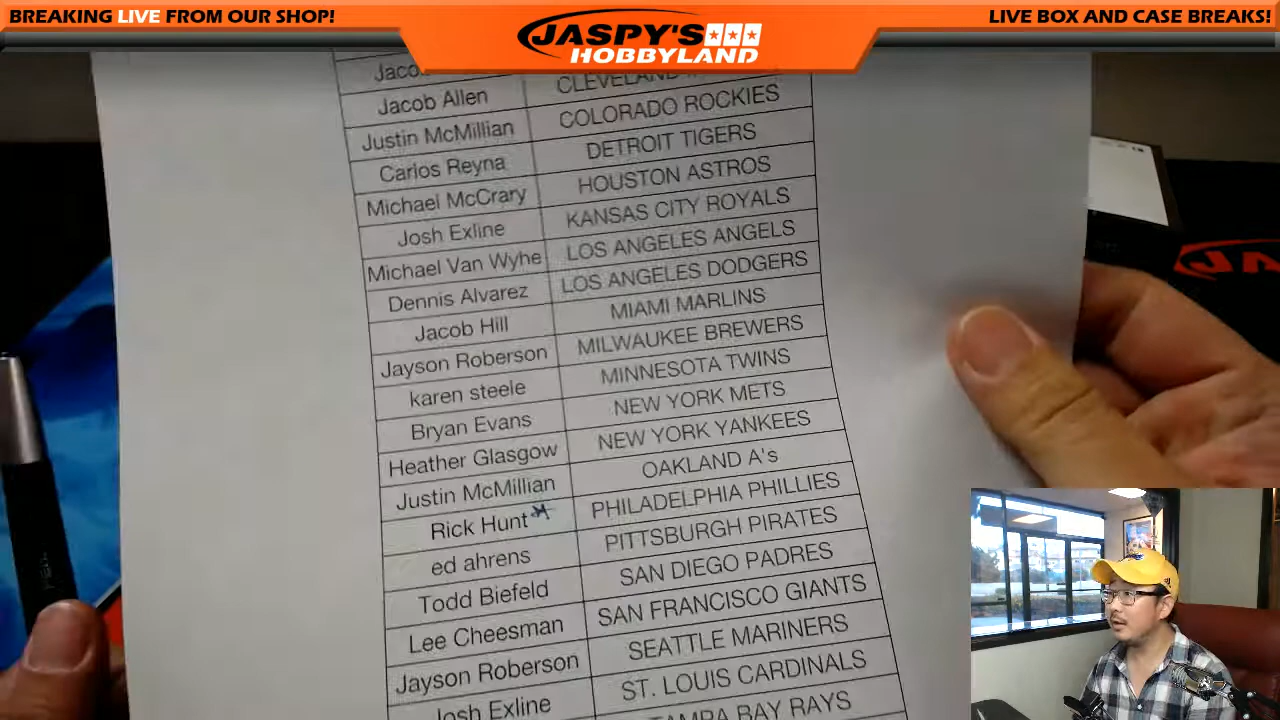 BREAKING LIVE FROM OUR SHOP!
JASPY'S
HOBBYLAND
LIVE BOX AND CASE BREAKS!
Jacob Allen CLEVELAND
Justin McMillian COLORADO ROCKIES
Carlos Reyna DETROIT TIGERS
Michael McCrary HOUSTON ASTROS
Josh Exline KANSAS CITY ROYALS
Michael Van Wyhe LOS ANGELES ANGELS
Dennis Alvarez LOS ANGELES DODGERS
Jacob Hill MIAMI MARLINS
Jayson Roberson MILWAUKEE BREWERS
karen steele MINNESOTA TWINS
Bryan Evans NEW YORK METS
Heather Glasgow NEW YORK YANKEES
Justin McMillian OAKLAND A's
Rick Hunt PHILADELPHIA PHILLIES
ed ahrens PITTSBURGH PIRATES
Todd Biefeld SAN DIEGO PADRES
Lee Cheesman SAN FRANCISCO GIANTS
Jayson Roberson SEATTLE MARINERS
Josh Exline ST. LOUIS CARDINALS
TAMPA BAY RAYS